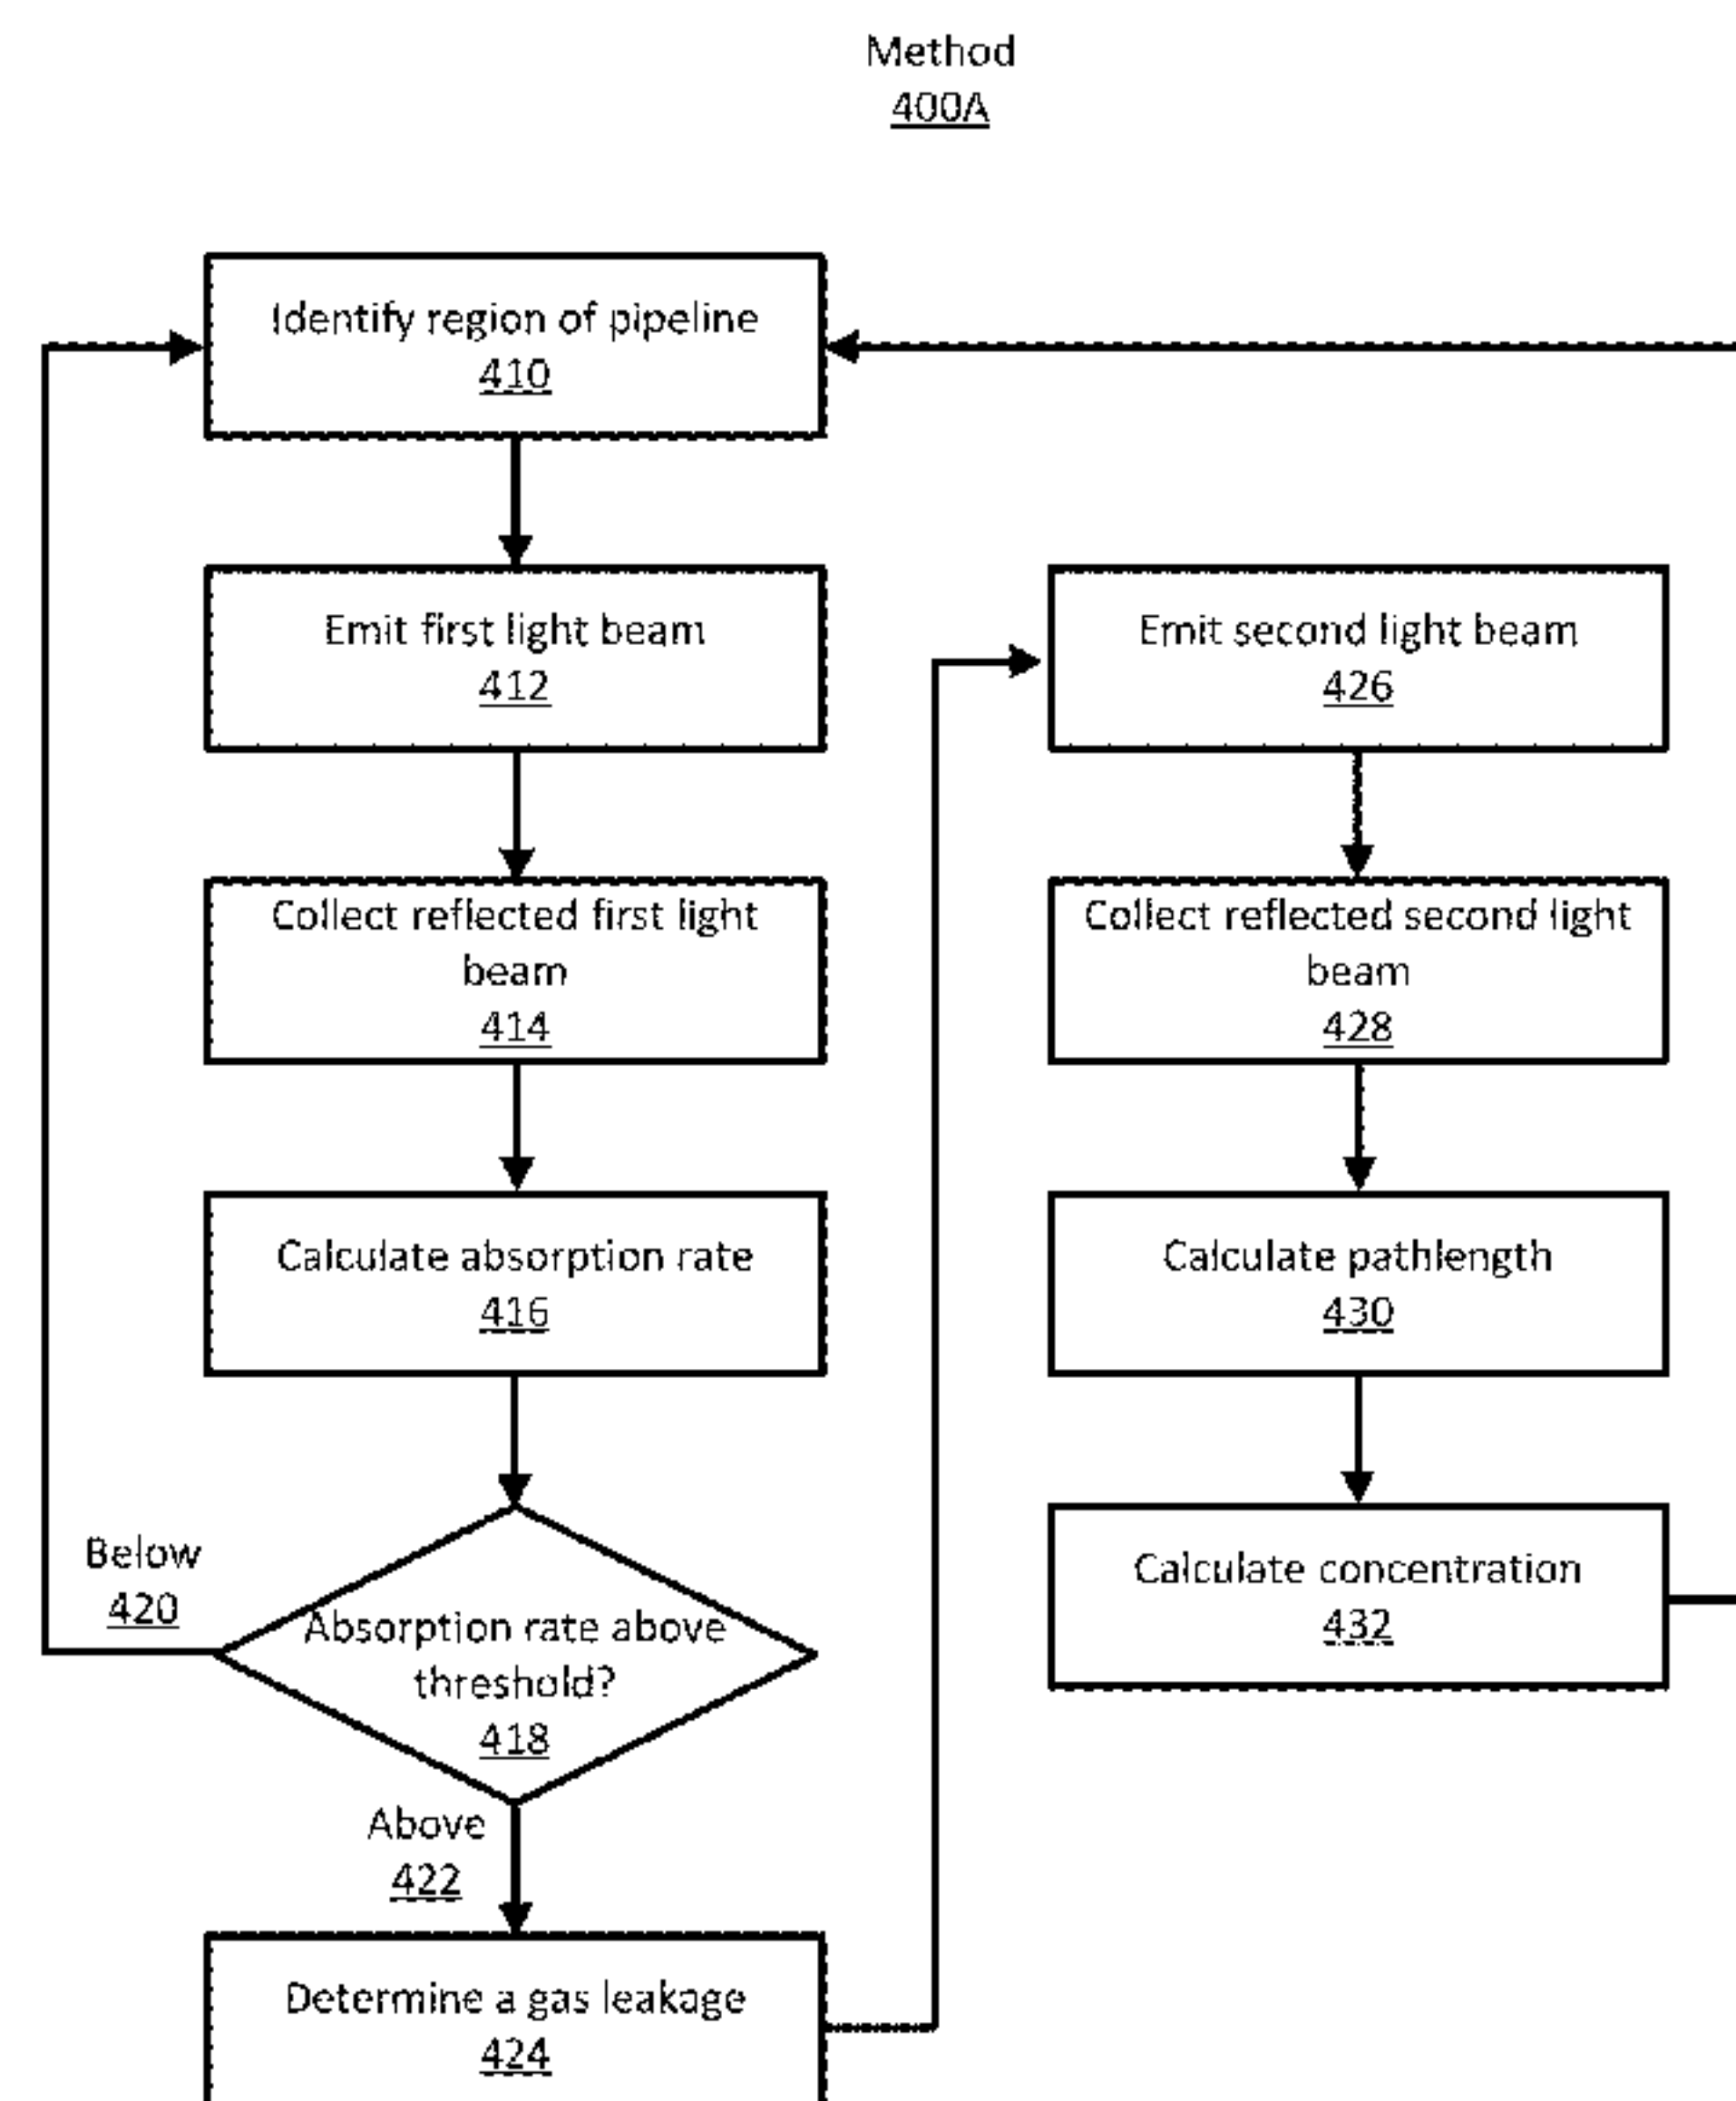 Method
400A
Identify region of pipeline
410
Emit first light beam
412
Collect reflected first light
beam
414
Calculate absorption rate
416
Below
420
Absorption rate above
threshold?
418
Above
422
Determine a gas leakage
424
Emit second light beam
426
Collect reflected second light
beam
428
Calculate pathlength
430
Calculate concentration
432